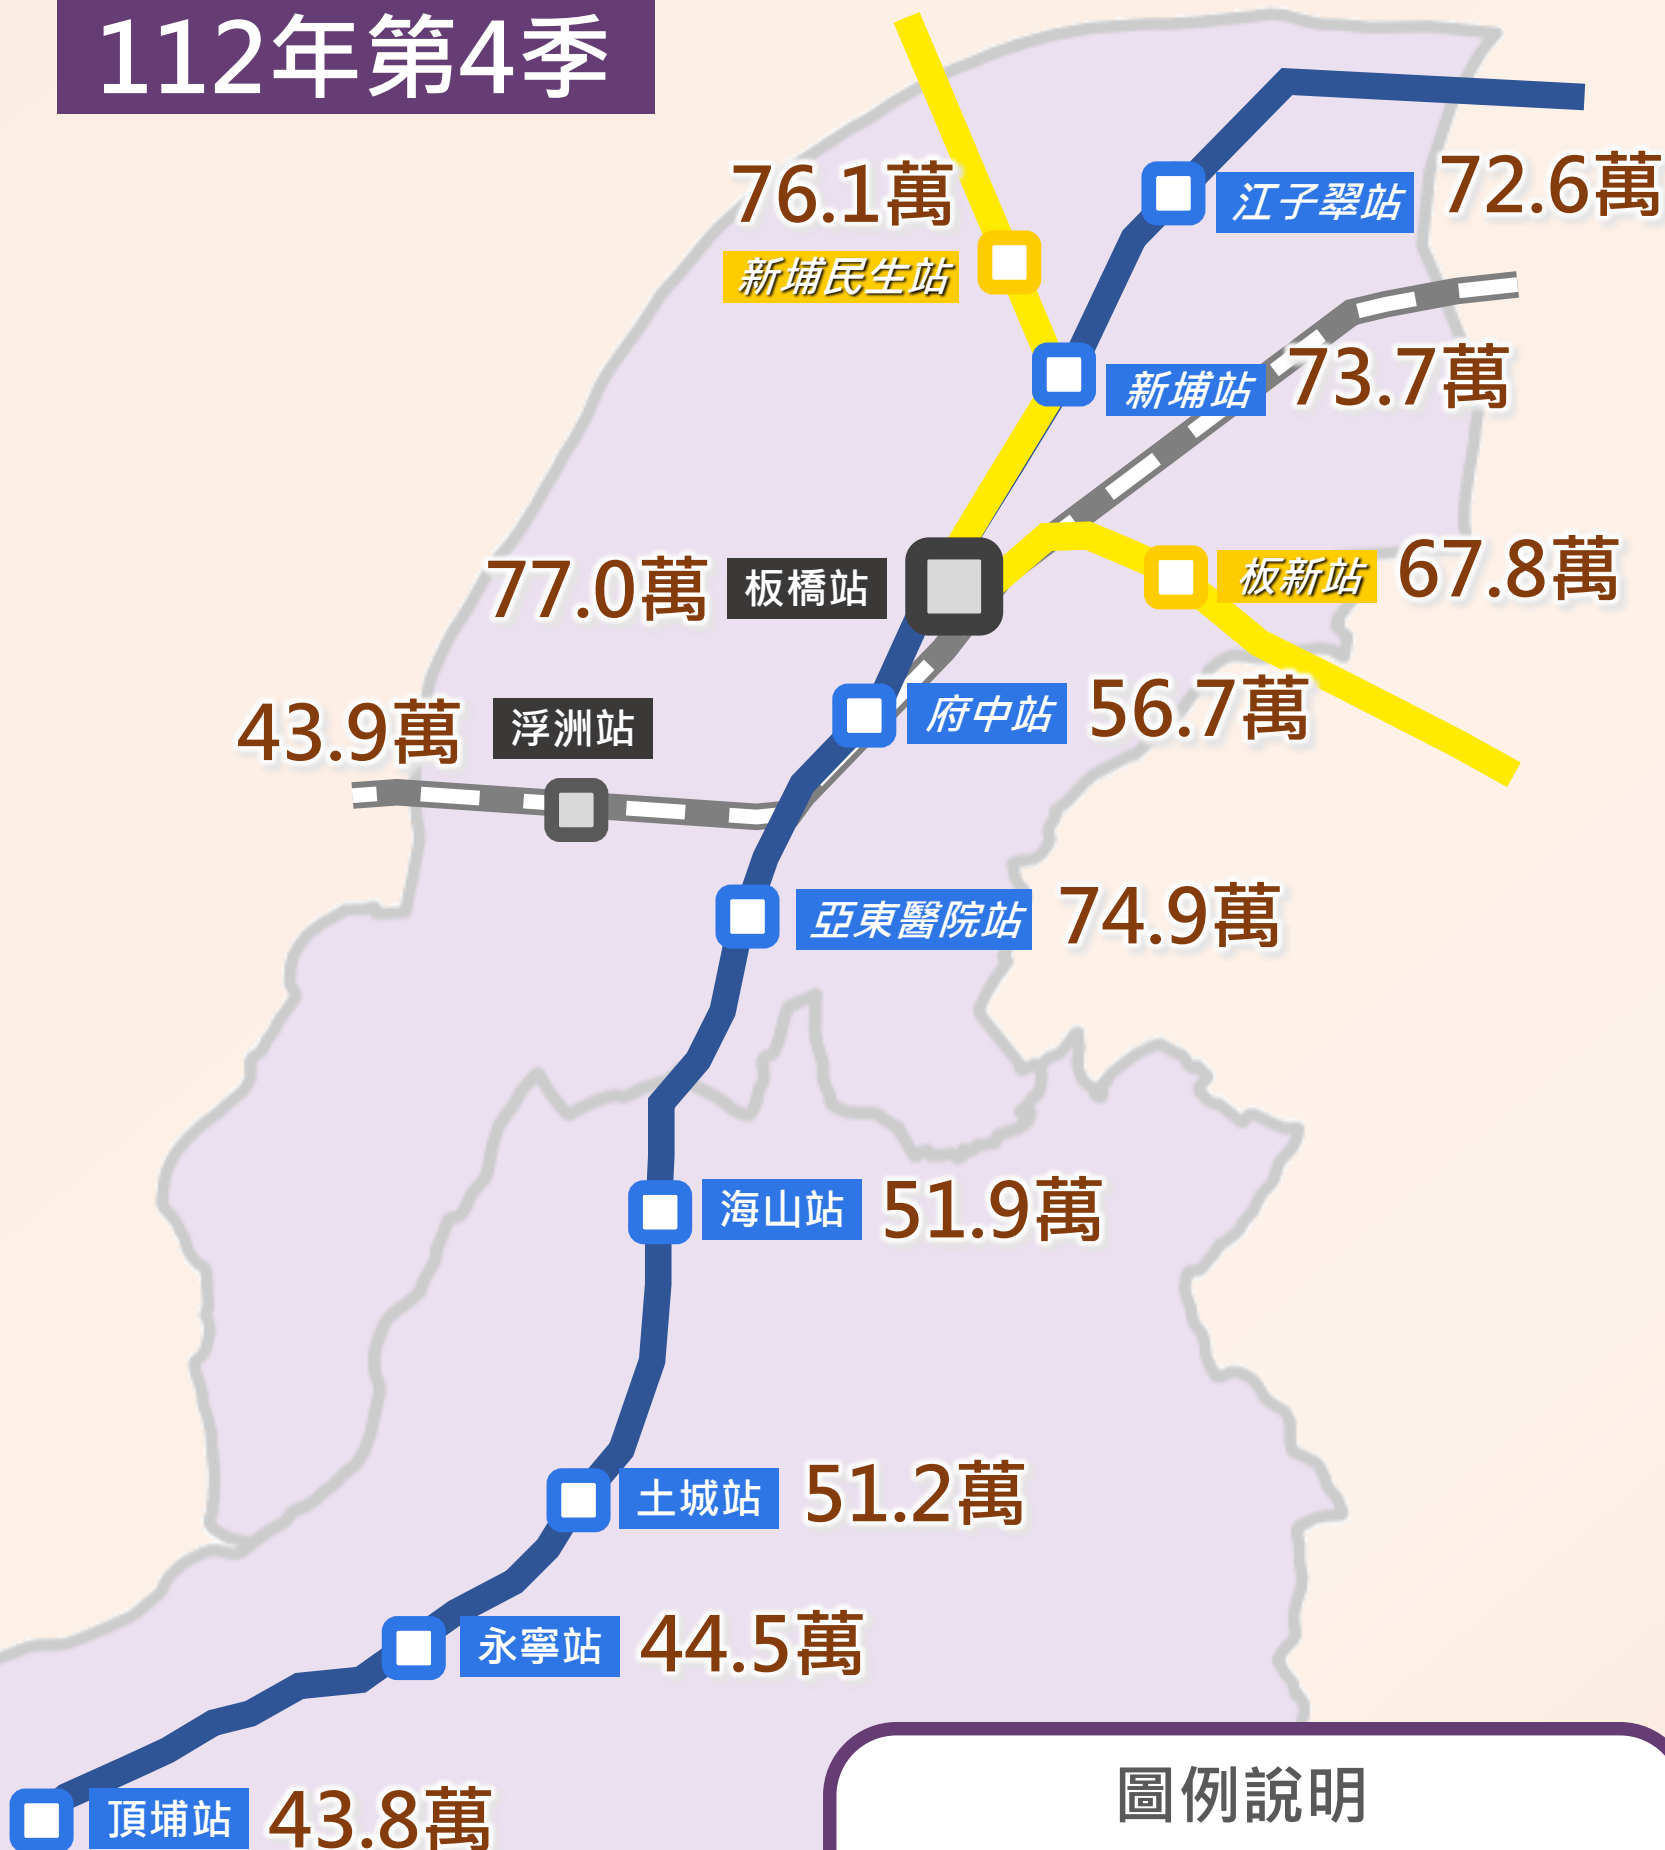 112年第4季
76.1萬
新埔民生站
江子翠站
72.6萬
新埔站
73.7萬
77.0萬
板橋站
板新站
67.8萬
43.9萬
浮洲站
府中站
56.7萬
亞東醫院站
74.9萬
海山站
51.9萬
土城站
51.2萬
永寧站
44.5萬
頂埔站
43.8萬
圖例說明